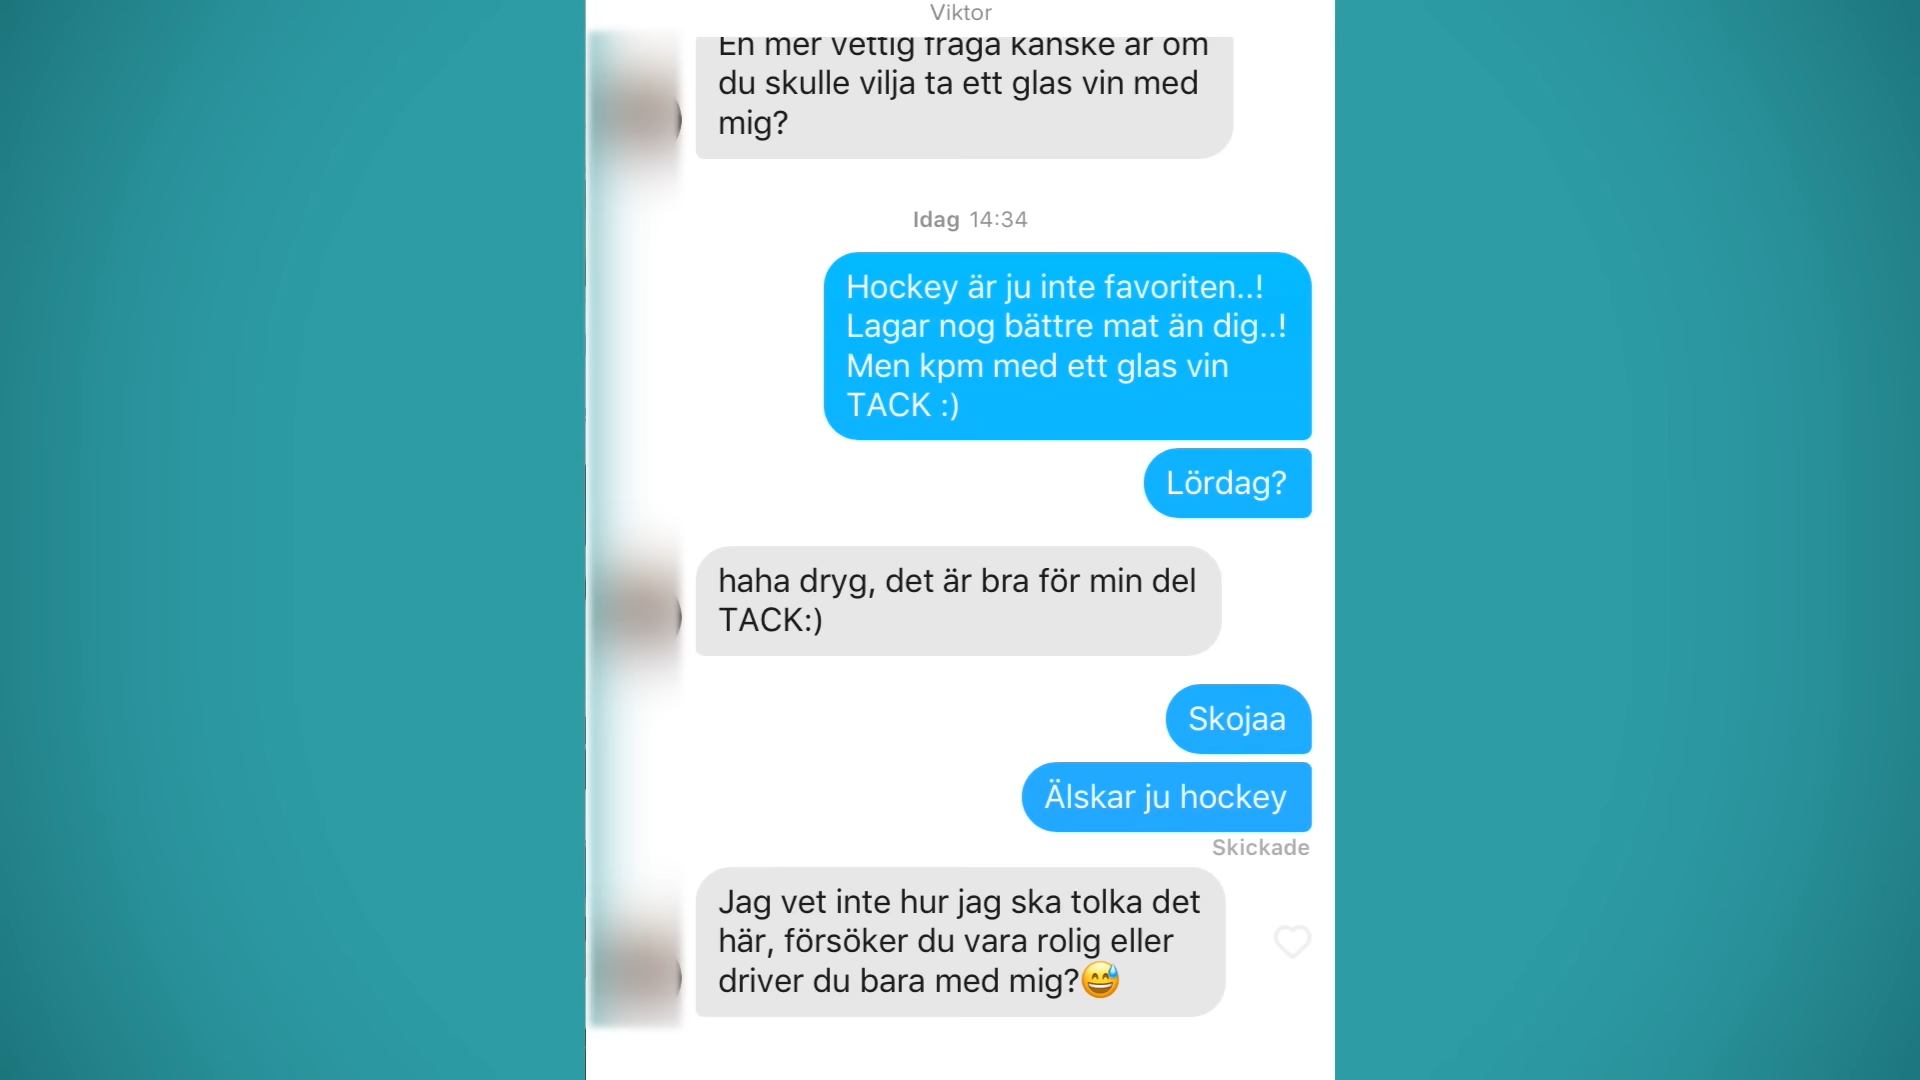 Viktor
En mer vettig fråga kanske är om
du skulle vilja ta ett glas vin med
mig?
Idag 14:34
Hockey är ju inte favoriten..!
Lagar nog bättre mat än dig..!
Men kpm med ett glas vin
TACK :)
Lördag?
haha dryg, det är bra för min del
TACK:)
Skojaa
Älskar ju hockey
Skickade
Jag vet inte hur jag ska tolka det
här, försöker du vara rolig eller
driver du bara med mig?😅